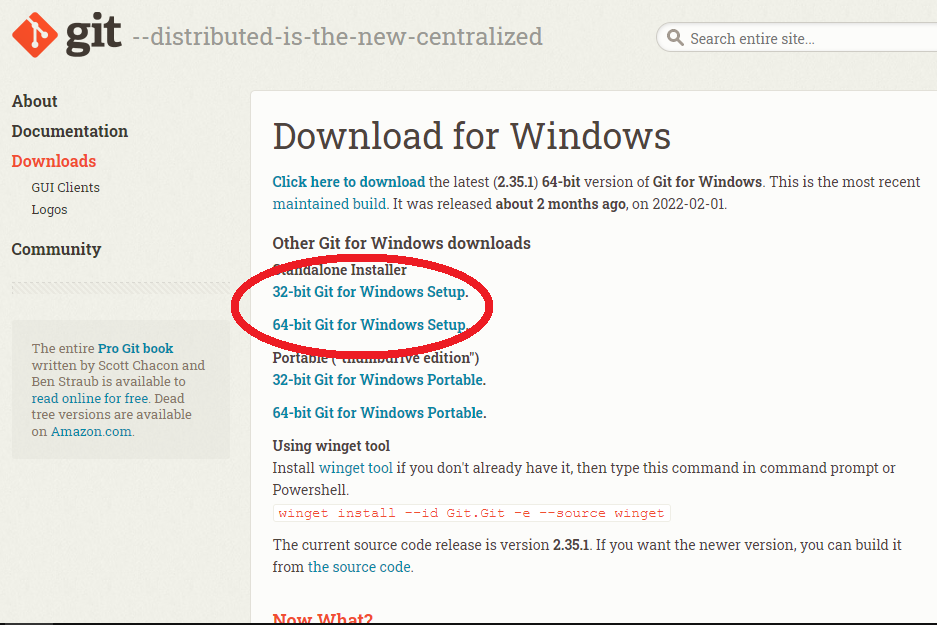 git --distributed-is-the-new-centralized
Search entire site...
About
Documentation
Downloads
GUI Clients
Logos
Community
The entire Pro Git book
written by Scott Chacon and
Ben Straub is available to
read online for free. Dead
tree versions are available
on Amazon.com.
Download for Windows
Click here to download the latest (2.35.1) 64-bit version of Git for Windows. This is the most recent
maintained build. It was released about 2 months ago, on 2022-02-01.
Other Git for Windows downloads
Standalone Installer
32-bit Git for Windows Setup.
64-bit Git for Windows Setup.
Portable ("thumbdrive edition")
32-bit Git for Windows Portable.
64-bit Git for Windows Portable.
Using winget tool
Install winget tool if you don't already have it, then type this command in command prompt or
Powershell.
winget install --id Git.Git -e --source winget
The current source code release is version 2.35.1. If you want the newer version, you can build it
from the source code.
Now What?